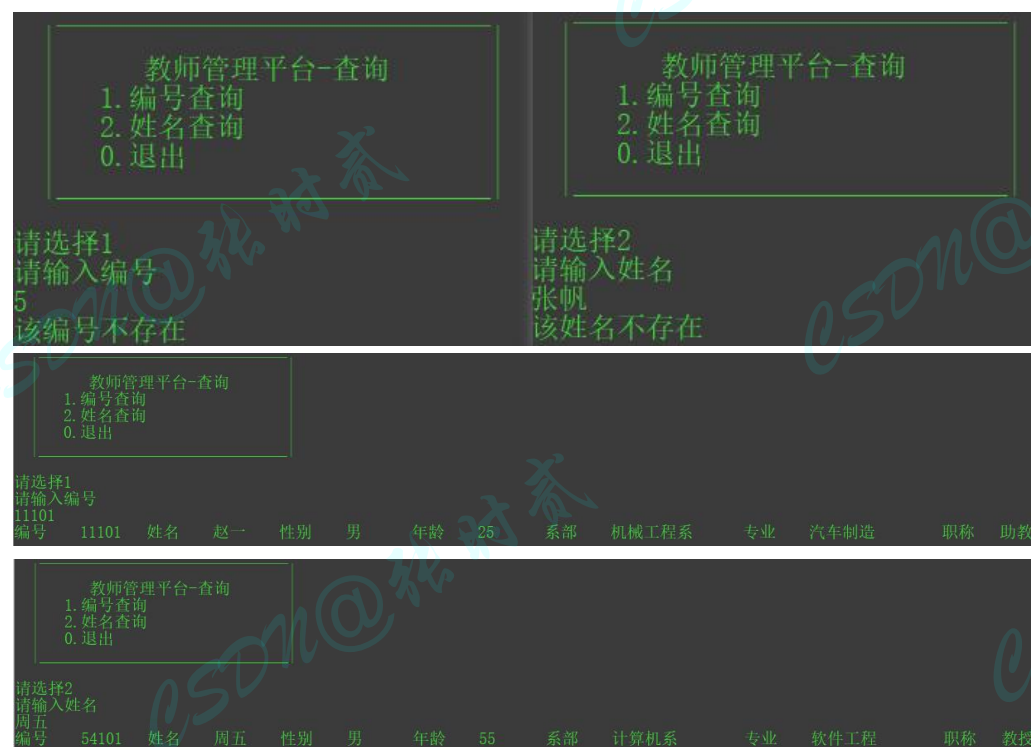 教师管理平台-查询
1.编号查询
2.姓名查询
0.退出
请选择1
请输入编号
5
该编号不存在
教师管理平台-查询
1.编号查询
2.姓名查询
0.退出
请选择2
请输入姓名
张帆
该姓名不存在
教师管理平台-查询
1.编号查询
2.姓名查询
0.退出
请选择1
请输入编号
11101
编号 11101 姓名 赵一 性别 男 年龄 25 系部 机械工程系 专业 汽车制造 职称 助教
教师管理平台-查询
1.编号查询
2.姓名查询
0.退出
请选择2
请输入姓名
周五
编号 54101 姓名 周五 性别 男 年龄 55 系部 计算机系 专业 软件工程 职称 教授
CSDN@张时贰